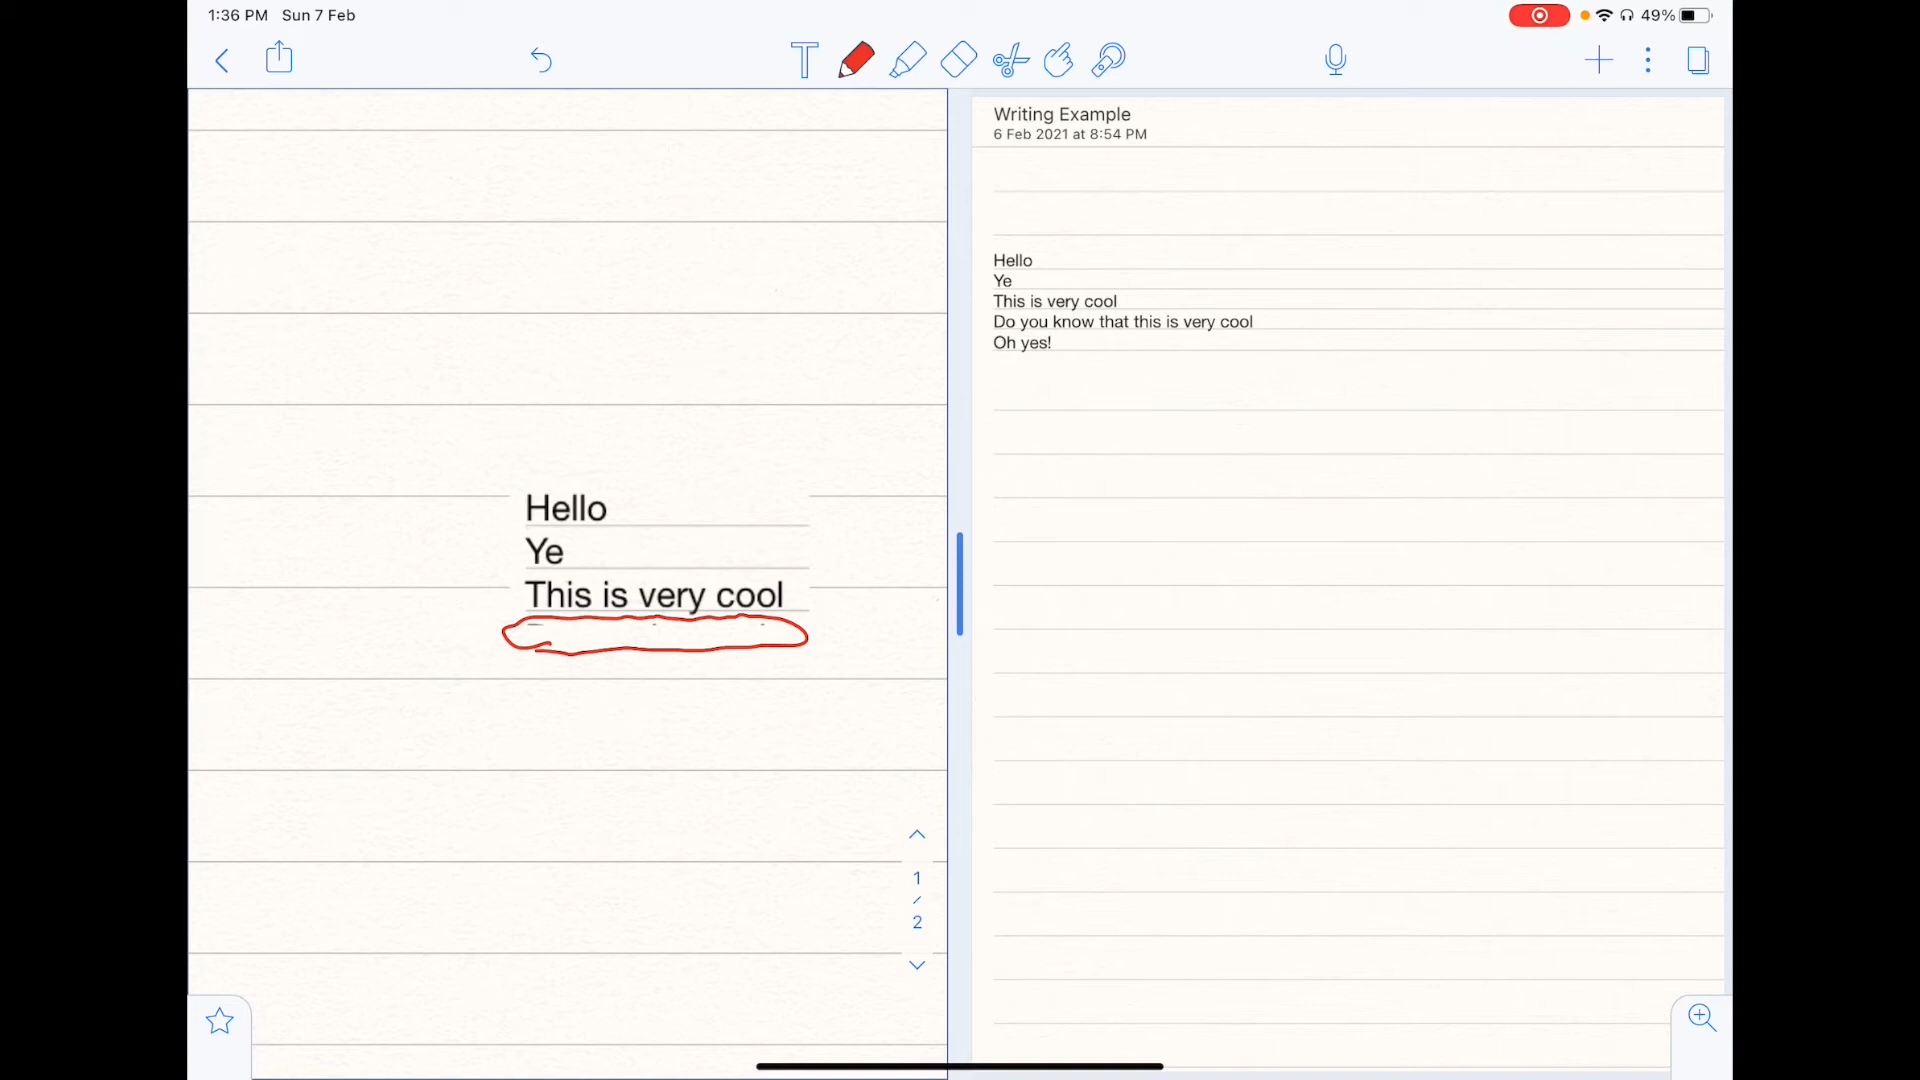 1:36 PM Sun 7 Feb
49%
T
Hello
Ye
This is very cool
1
/
2
Writing Example
6 Feb 2021 at 8:54 PM
Hello
Ye
This is very cool
Do you know that this is very cool
Oh yes!